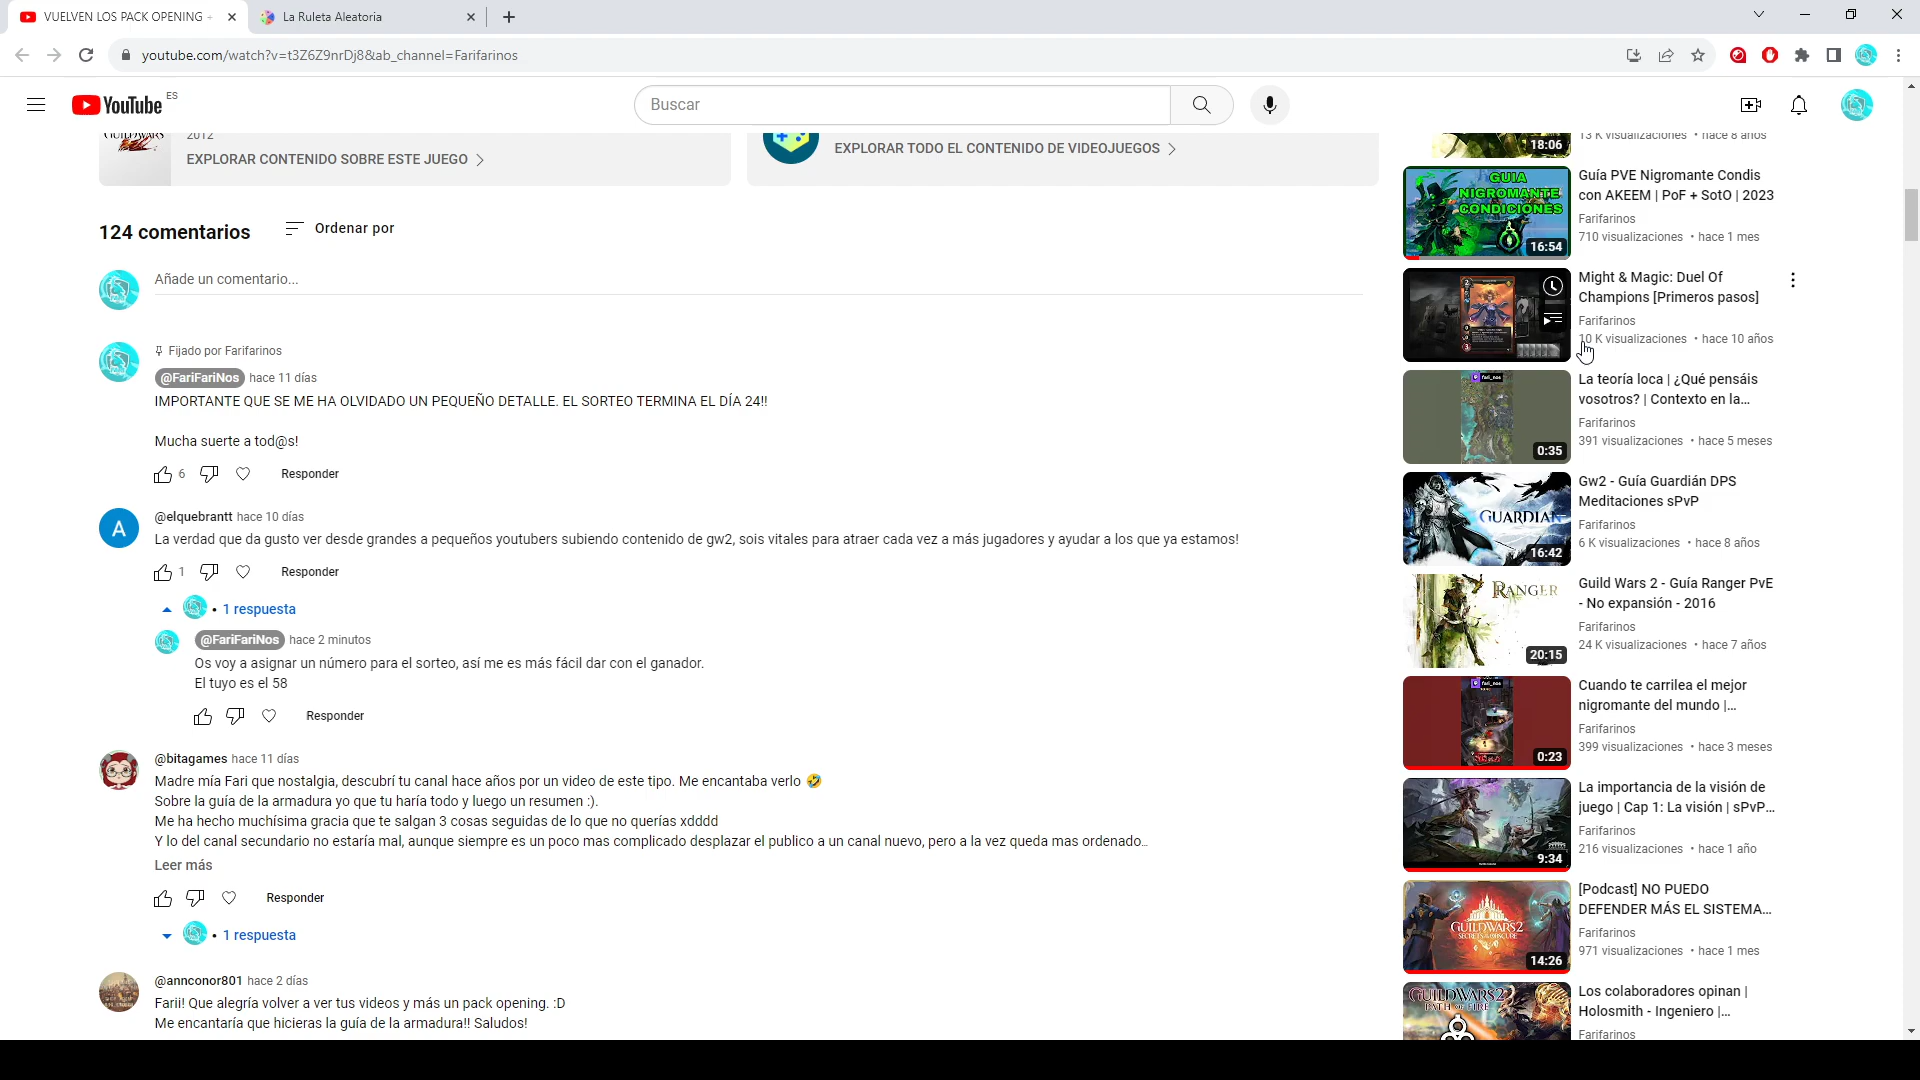 VUELVEN LOS PACK OPENING -
La Ruleta Aleatoria
youtube.com/watch?v=t3Z6Z9nrDj8&ab_channel=Farifarinos
YouTube ES
Buscar
GUILDWARS
2012
EXPLORAR CONTENIDO SOBRE ESTE JUEGO
EXPLORAR TODO EL CONTENIDO DE VIDEOJUEGOS
124 comentarios
Ordenar por
Añade un comentario...
Fijado por Farifarinos
@FariFariNos hace 11 días
IMPORTANTE QUE SE ME HA OLVIDADO UN PEQUEÑO DETALLE. EL SORTEO TERMINA EL DÍA 24!!
Mucha suerte a tod@s!
6 Responder
A
@elquebrantt hace 10 días
La verdad que da gusto ver desde grandes a pequeños youtubers subiendo contenido de gw2, sois vitales para atraer cada vez a más jugadores y ayudar a los que ya estamos!
1 Responder
• 1 respuesta
@FariFariNos hace 2 minutos
Os voy a asignar un número para el sorteo, así me es más fácil dar con el ganador.
El tuyo es el 58
Responder
@bitagames hace 11 días
Madre mía Fari que nostalgia, descubrí tu canal hace años por un video de este tipo. Me encantaba verlo 🤣
Sobre la guía de la armadura yo que tu haría todo y luego un resumen :).
Me ha hecho muchísima gracia que te salgan 3 cosas seguidas de lo que no querías xdddd
Y lo del canal secundario no estaría mal, aunque siempre es un poco mas complicado desplazar el publico a un canal nuevo, pero a la vez queda mas ordenado...
Leer más
Responder
• 1 respuesta
@annconor801 hace 2 días
Farii! Que alegría volver a ver tus videos y más un pack opening. :D
Me encantaría que hicieras la guía de la armadura!! Saludos!
18:06
13 K visualizaciones • hace 8 años
GUIA
NIGROMANTE
CONDICIONES
16:54
Guía PVE Nigromante Condis
con AKEEM | PoF + SotO | 2023
Farifarinos
710 visualizaciones • hace 1 mes
Might & Magic: Duel Of
Champions [Primeros pasos]
Farifarinos
10 K visualizaciones • hace 10 años
fari_nos
0:35
La teoría loca | ¿Qué pensáis
vosotros? | Contexto en la...
Farifarinos
391 visualizaciones • hace 5 meses
GUARDIAN
16:42
Gw2 - Guía Guardián DPS
Meditaciones sPvP
Farifarinos
6 K visualizaciones • hace 8 años
RANGER
20:15
Guild Wars 2 - Guía Ranger PvE
- No expansión - 2016
Farifarinos
24 K visualizaciones • hace 7 años
fari_nos
0:23
Cuando te carrilea el mejor
nigromante del mundo |...
Farifarinos
399 visualizaciones • hace 3 meses
9:34
La importancia de la visión de
juego | Cap 1: La visión | sPvP...
Farifarinos
216 visualizaciones • hace 1 año
GUILDWARS2
SECRETS OF THE OBSCURE
14:26
[Podcast] NO PUEDO
DEFENDER MÁS EL SISTEMA...
Farifarinos
971 visualizaciones • hace 1 mes
GUILDWARS2
PATH OF FIRE
Los colaboradores opinan |
Holosmith - Ingeniero |...
Farifarinos